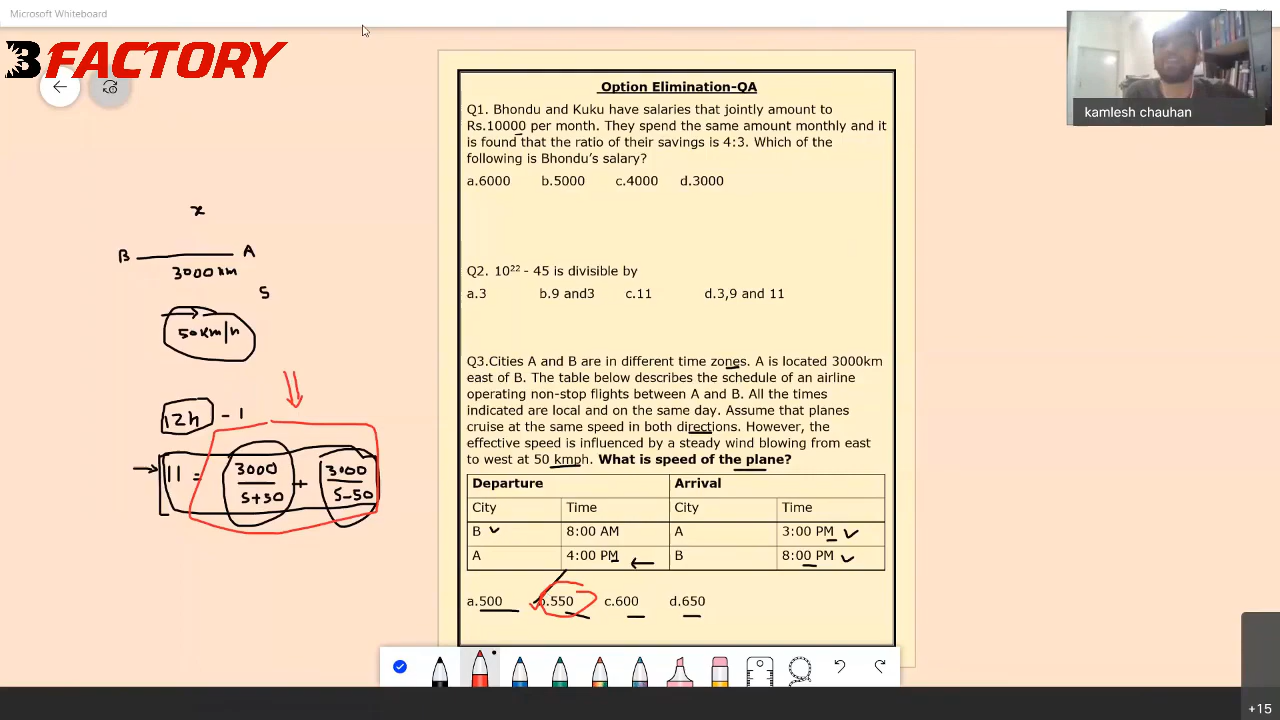 Microsoft Whiteboard
3FACTORY
kamlesh chauhan
Option Elimination-QA
Q1. Bhondu and Kuku have salaries that jointly amount to
Rs.10000 per month. They spend the same amount monthly and it
is found that the ratio of their savings is 4:3. Which of the
following is Bhondu's salary?
a.6000 b.5000 c.4000 d.3000
Q2. 10²² - 45 is divisible by
a.3 b.9 and3 c.11 d.3,9 and 11
Q3.Cities A and B are in different time zones. A is located 3000km
east of B. The table below describes the schedule of an airline
operating non-stop flights between A and B. All the times
indicated are local and on the same day. Assume that planes
cruise at the same speed in both directions. However, the
effective speed is influenced by a steady wind blowing from east
to west at 50 kmph. What is speed of the plane?
Departure Arrival
City Time City Time
B 8:00 AM A 3:00 PM
A 4:00 PM B 8:00 PM
a.500 b.550 c.600 d.650
x
B A
3000 km
S
50 km/h
12h - 1
11 = 3000/S+50 + 3000/S-50
+15